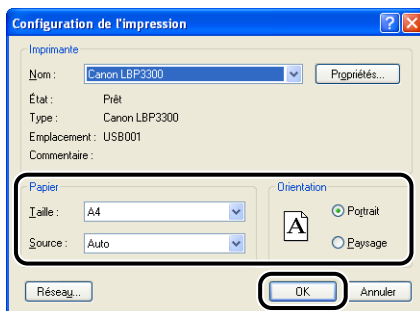 Configuration de l'impression
Imprimante
Nom : Canon LBP3300 Propriétés...
État : Prêt
Type : Canon LBP3300
Emplacement : USB001
Commentaire :
Papier
Taille : A4
Source : Auto
Orientation
A
Portrait
Paysage
Réseau... OK Annuler